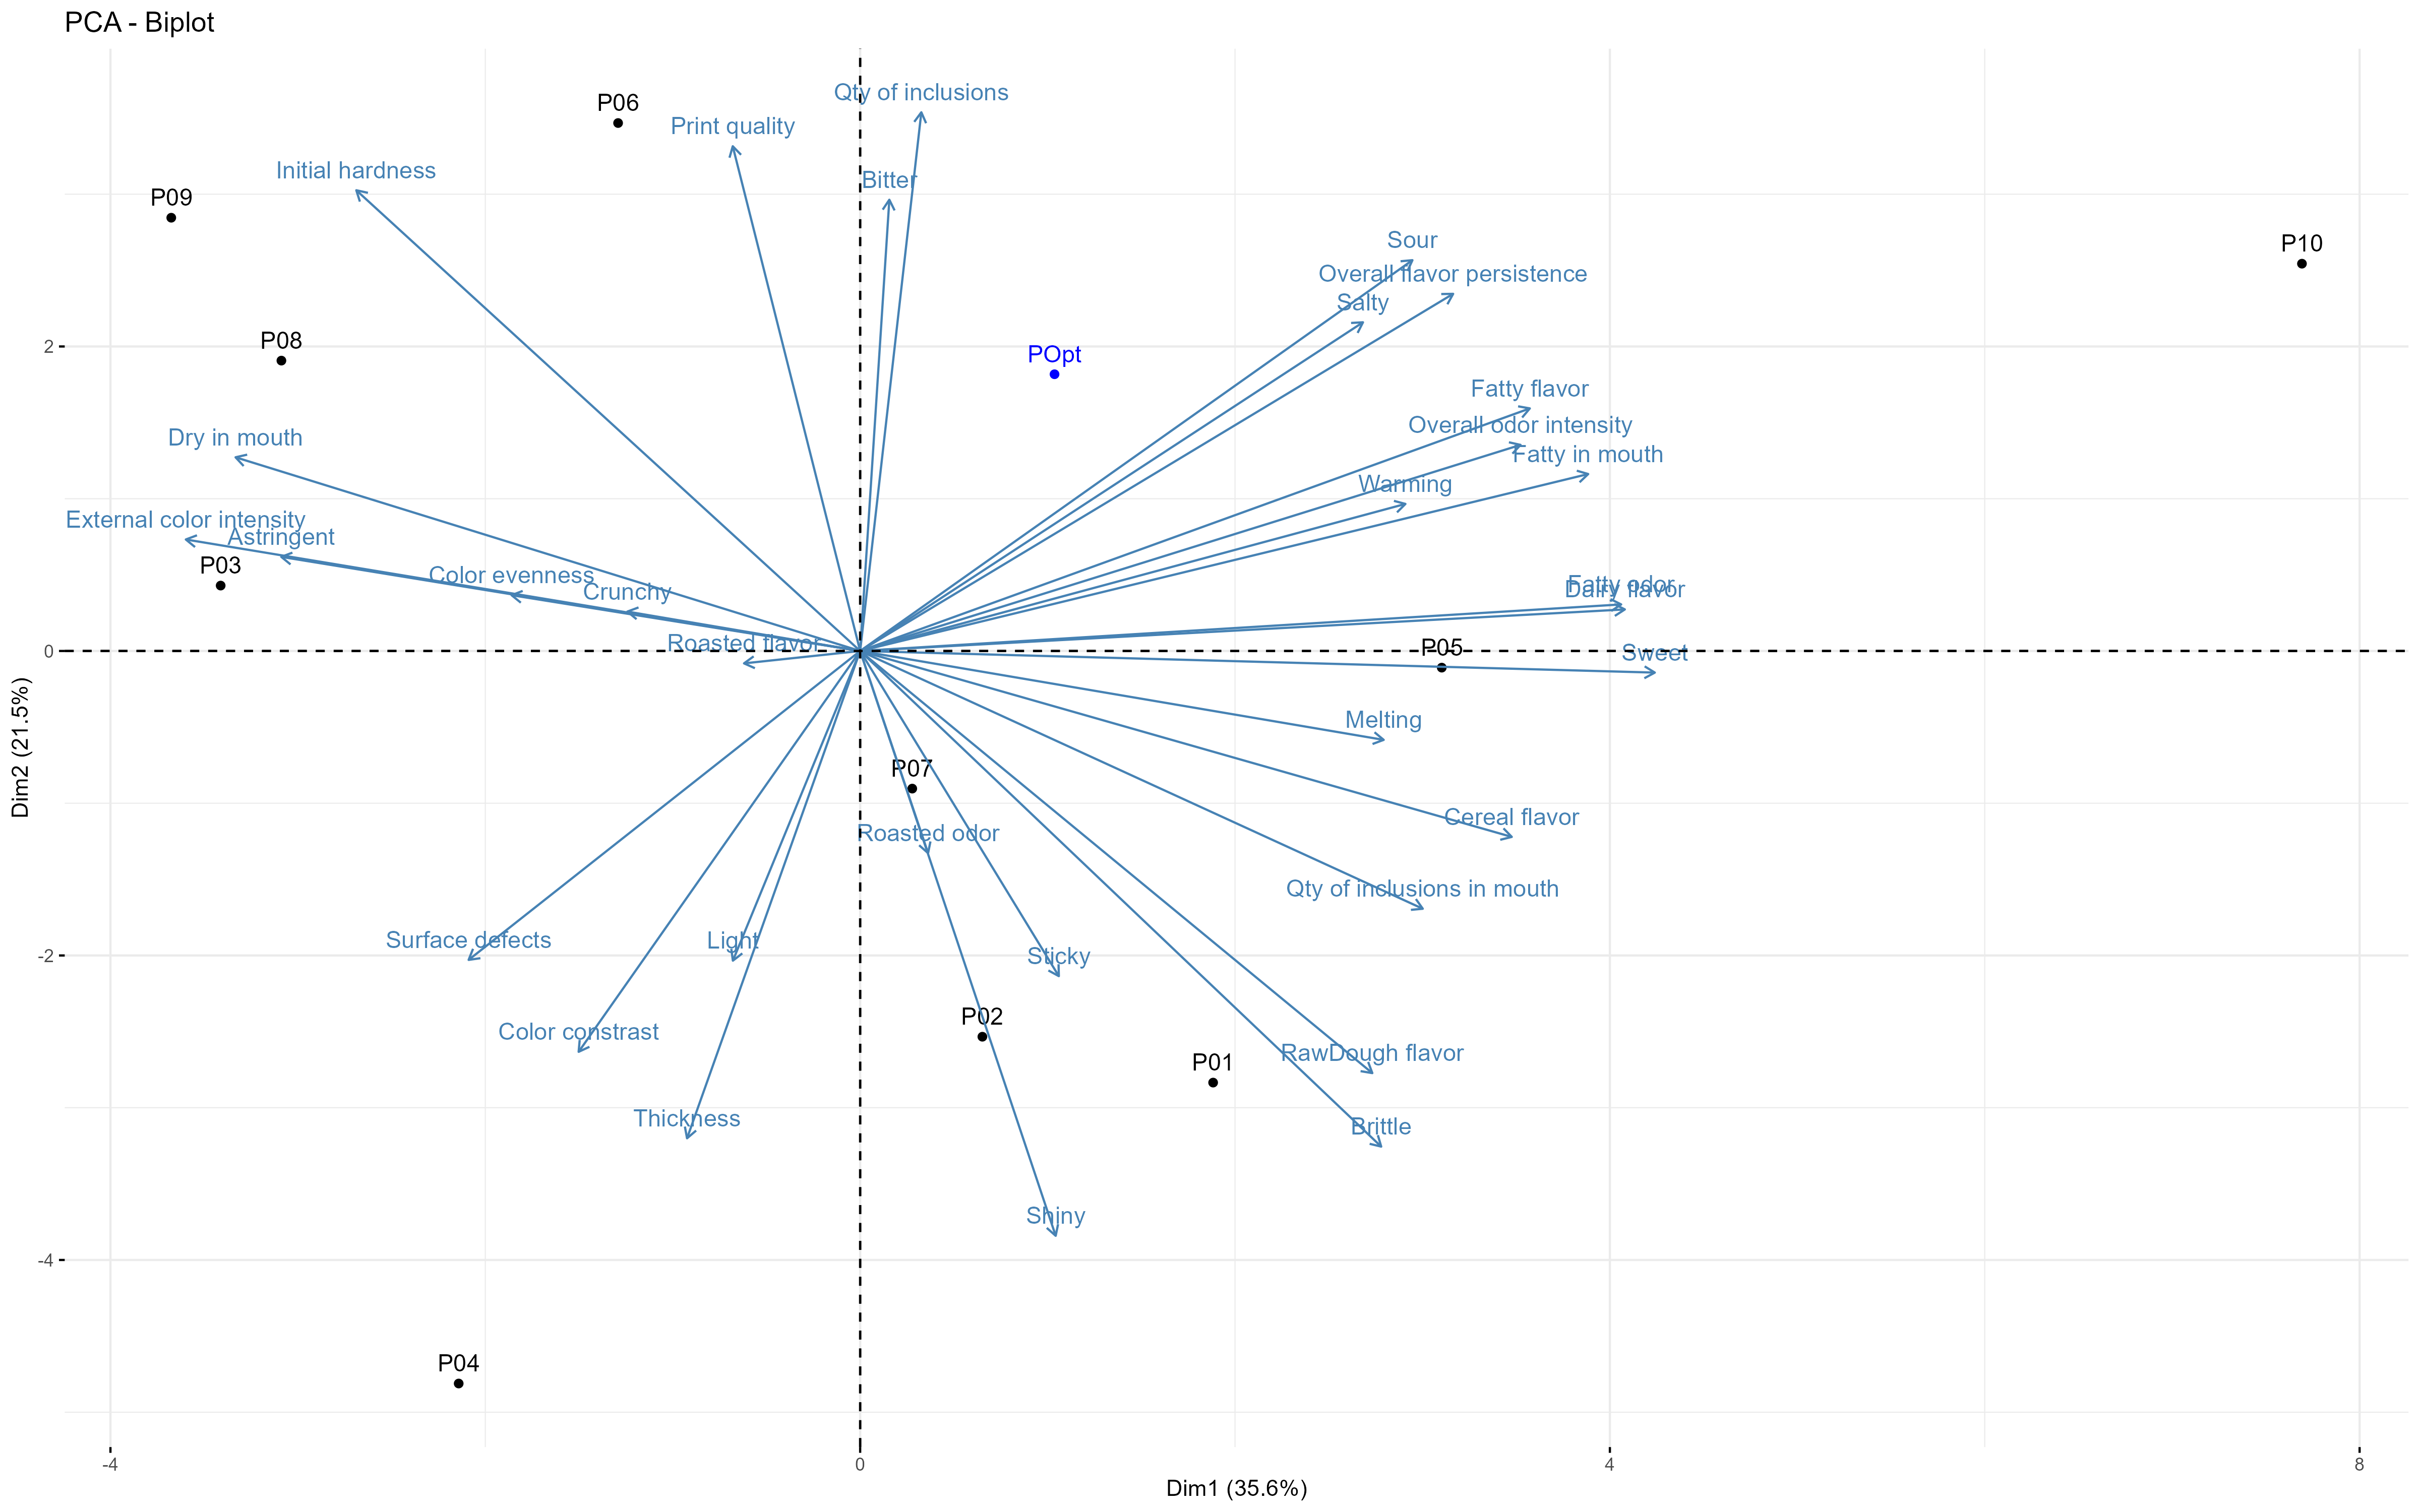 PCA - Biplot
Qty of inclusions
P06
Print quality
Initial hardness
Bitter
P09
Sour
P10
Overall flavor persistence
Salty
P08
2
POpt
Fatty flavor
Overall odor intensity
Dry in mouth
Fatty in mouth
Warming
External color intensity
Astringent
P03
Color evenness
Fatty odor
Dairy flavor
Crunchy
Roasted flavor
P05
0
Sweet
Melting
Dim2 (21.5%)
P07
Cereal flavor
Roasted odor
Qty of inclusions in mouth
Surface defects
Light
-2
Sticky
P02
Color constrast
RawDough flavor
P01
Thickness
Brittle
Shiny
-4
P04
-4
0
4
8
Dim1 (35.6%)